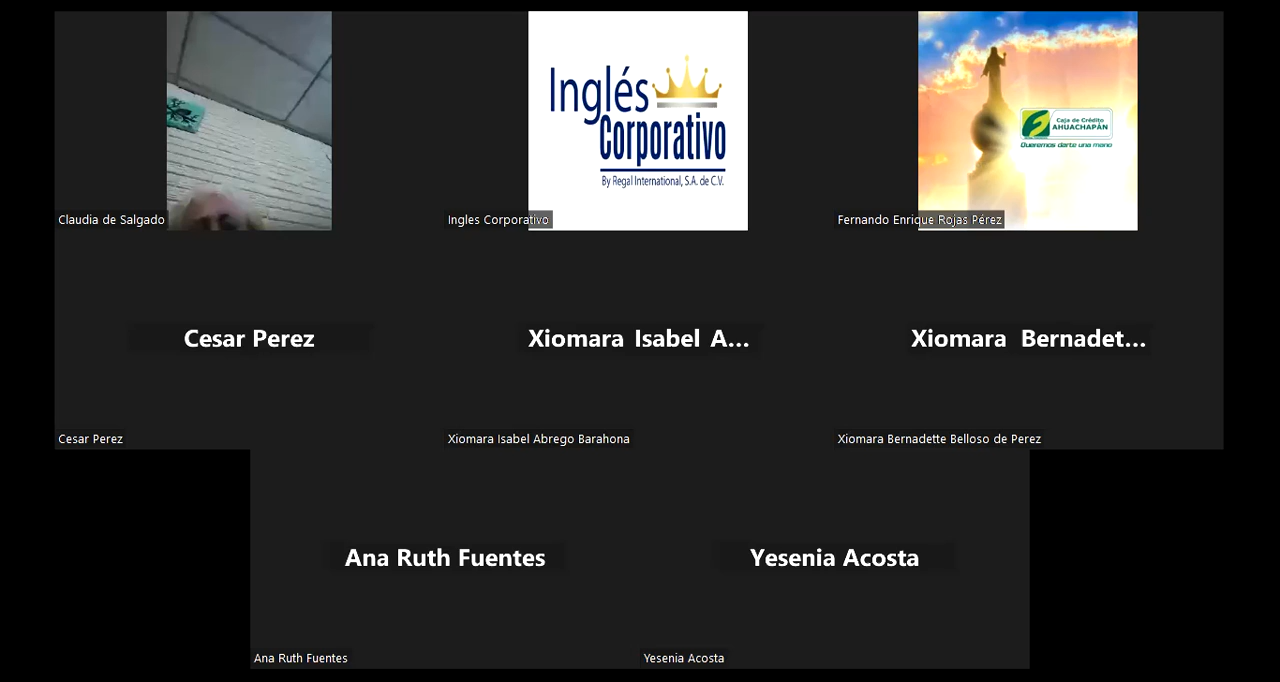 Inglés
Corporativo
By Regal International, S.A. de C.V.
Caja de Crédito
AHUACHAPÁN
Queremos darte una mano
Claudia de Salgado
Ingles Corporativo
Fernando Enrique Rojas Pérez
Cesar Perez
Xiomara Isabel A...
Xiomara Bernadet...
Cesar Perez
Xiomara Isabel Abrego Barahona
Xiomara Bernadette Belloso de Perez
Ana Ruth Fuentes
Yesenia Acosta
Ana Ruth Fuentes
Yesenia Acosta